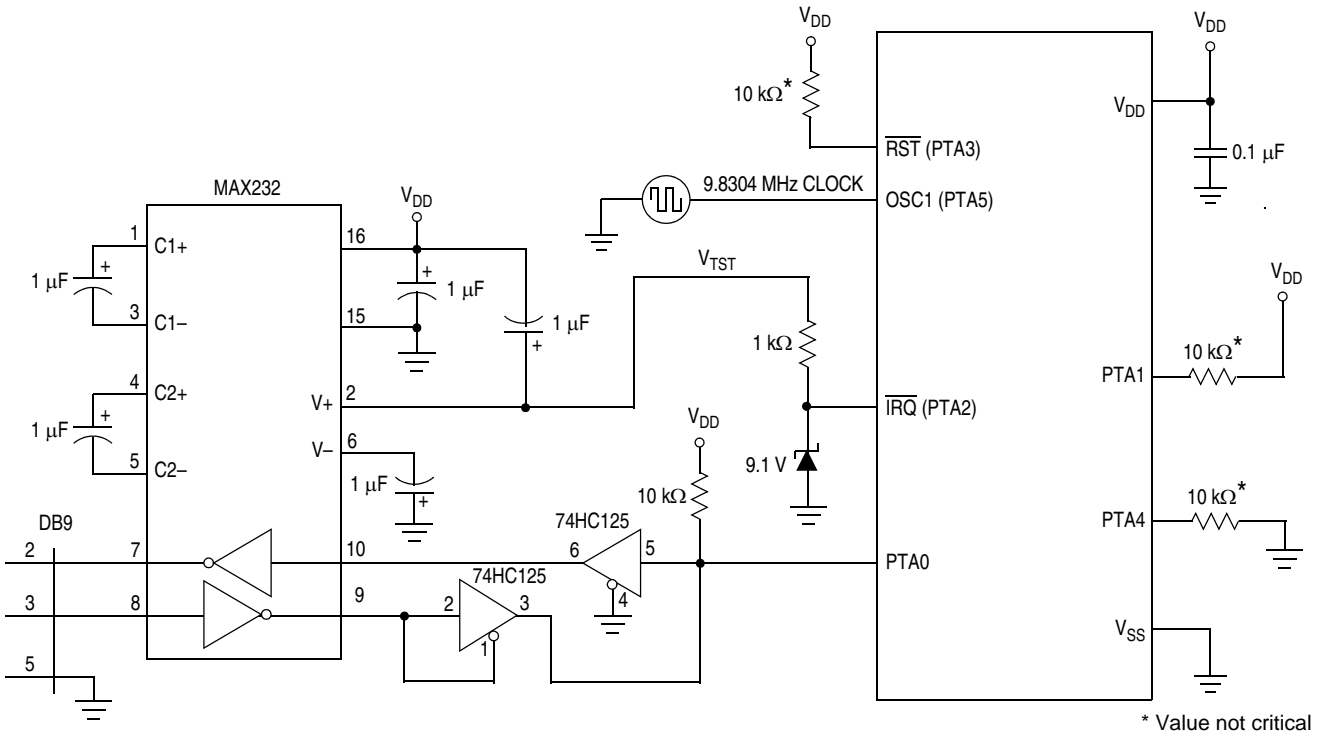 V_DD
10 kΩ*
RST (PTA3)
9.8304 MHz CLOCK
OSC1 (PTA5)
V_DD
V_DD
0.1 μF
MAX232
1
C1+
1 μF
+
3
C1–
4
C2+
1 μF
+
5
C2–
16
V_DD
+
1 μF
15
1 μF
+
V+
2
V–
6
1 μF
+
V_TST
1 kΩ
IRQ (PTA2)
9.1 V
V_DD
10 kΩ
V_DD
10 kΩ*
PTA1
10 kΩ*
PTA4
DB9
2
7
10
74HC125
6
5
4
PTA0
3
8
9
74HC125
2
3
1
5
V_SS
* Value not critical